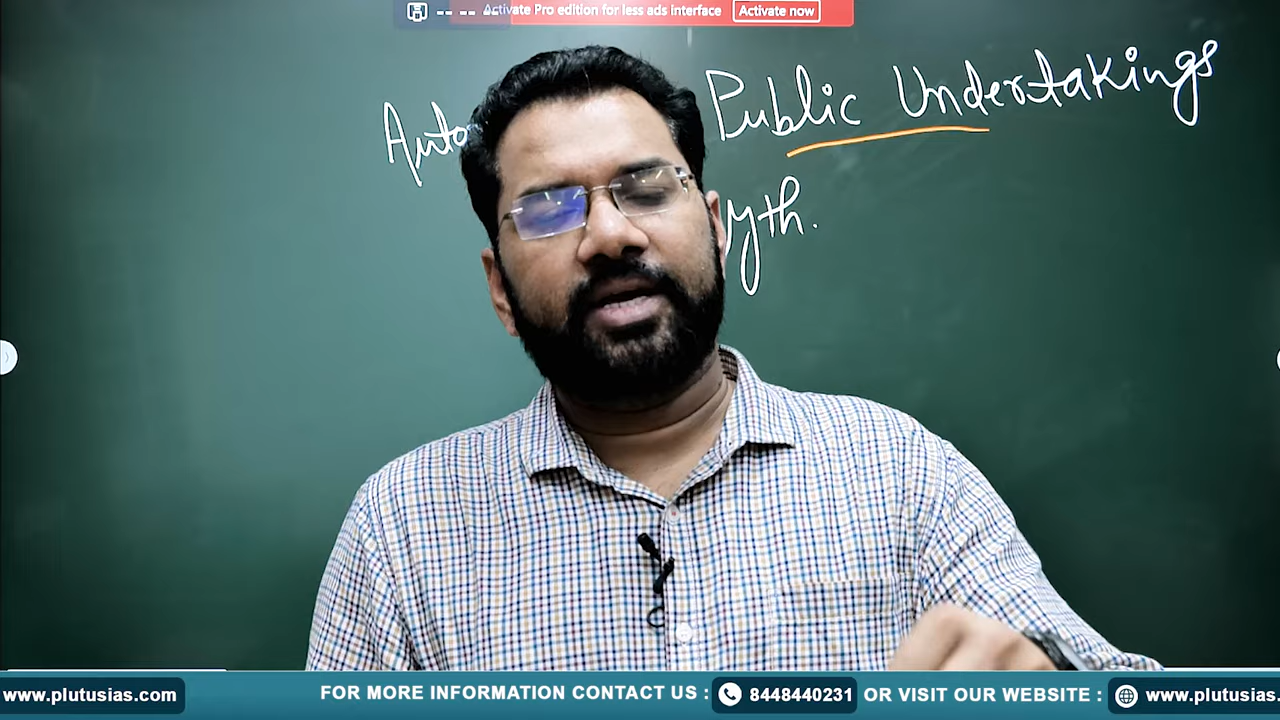 Activate Pro edition for less ads interface Activate now
Auto Public Undertakings
yth.
www.plutusias.com FOR MORE INFORMATION CONTACT US : 8448440231 OR VISIT OUR WEBSITE : www.plutusias.